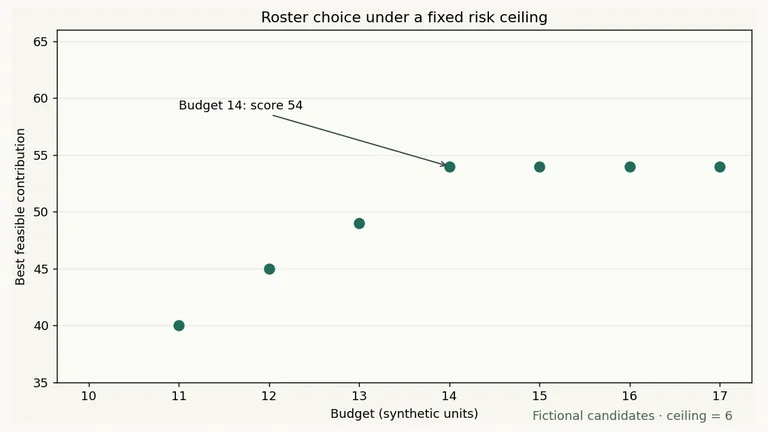 Roster choice under a fixed risk ceiling
65
60
55
50
45
40
35
Best feasible contribution
Budget 14: score 54
10 11 12 13 14 15 16 17
Budget (synthetic units)
Fictional candidates · ceiling = 6